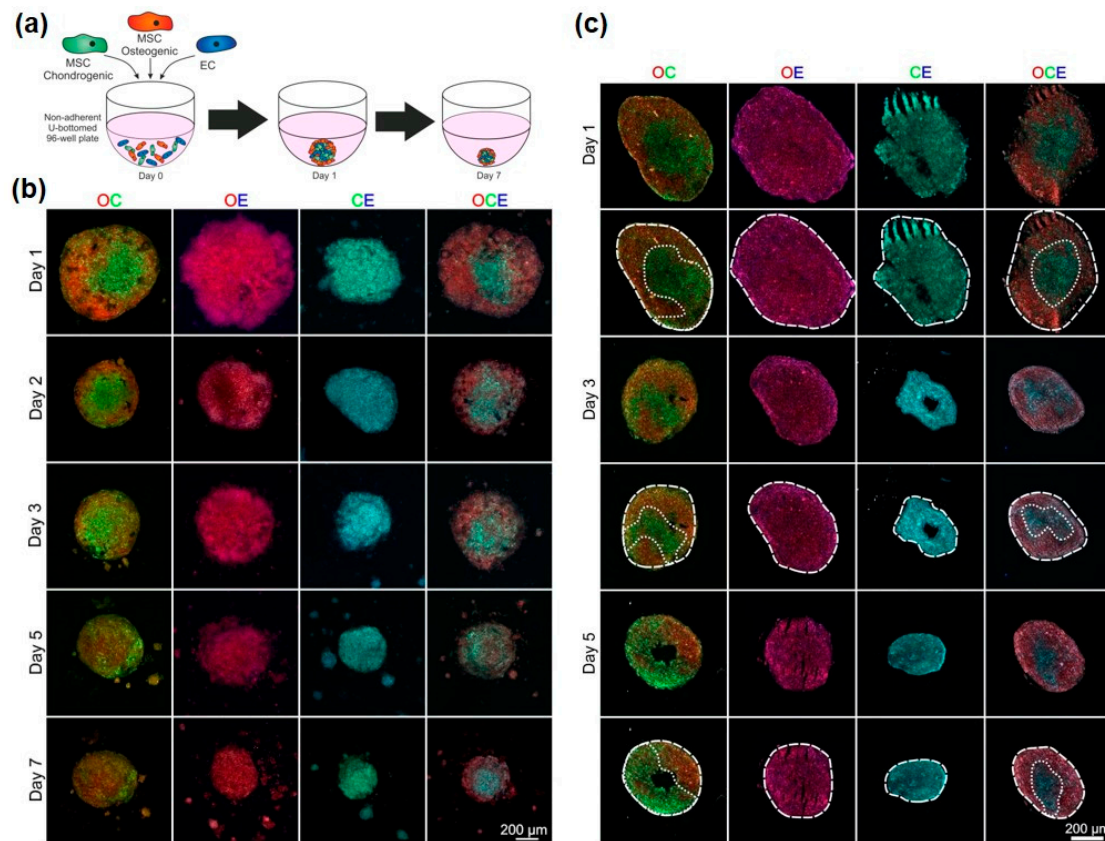 (a)
MSC
Osteogenic
MSC
Chondrogenic
EC
Non-adherent
U-bottomed
96-well plate
Day 0
Day 1
Day 7
(b)
OC
OE
CE
OCE
Day 1
Day 2
Day 3
Day 5
Day 7
200 µm
(c)
OC
OE
CE
OCE
Day 1
Day 3
Day 5
200 µm